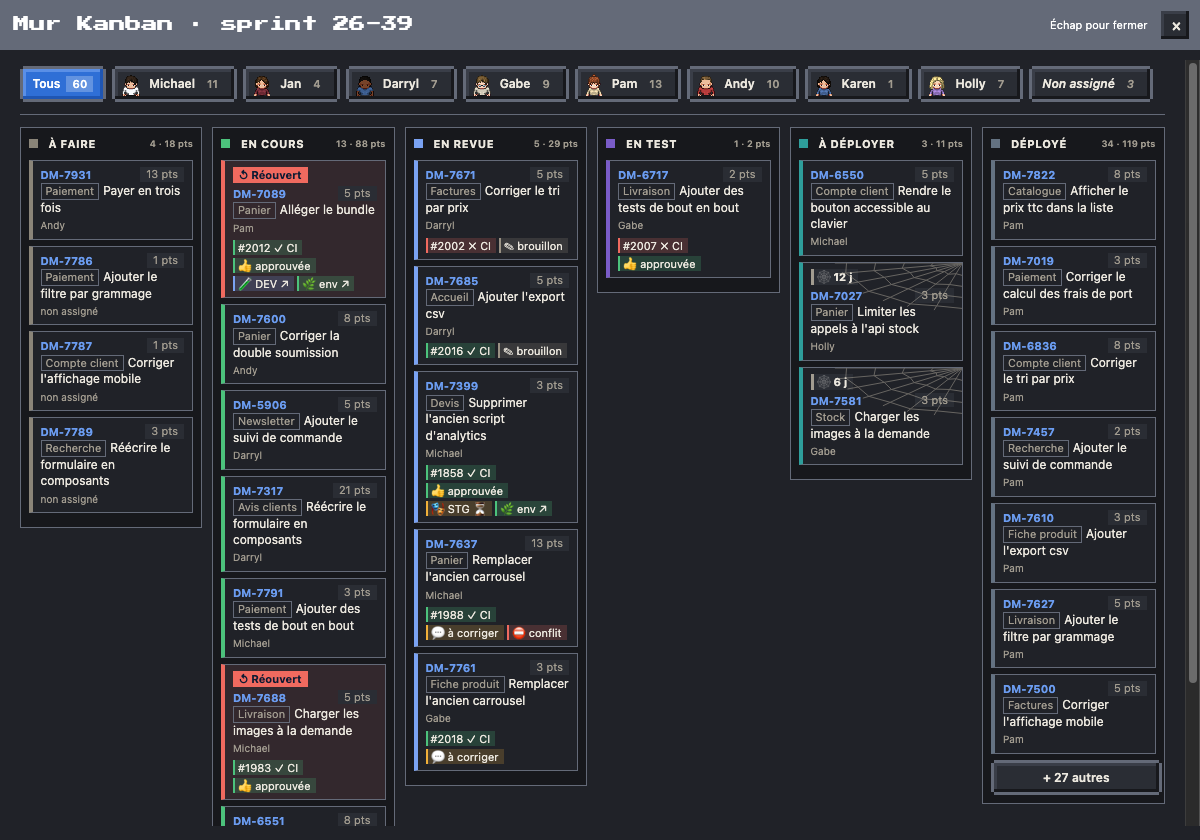 Mur Kanban · sprint 26-39
Échap pour fermer ×
Tous 60
Michael 11
Jan 4
Darryl 7
Gabe 9
Pam 13
Andy 10
Karen 1
Holly 7
Non assigné 3
À FAIRE 4 · 18 pts
DM-7931 13 pts
Paiement Payer en trois
fois
Andy
DM-7786 1 pts
Paiement Ajouter le
filtre par grammage
non assigné
DM-7787 1 pts
Compte client Corriger
l'affichage mobile
non assigné
DM-7789 3 pts
Recherche Réécrire le
formulaire en
composants
non assigné
EN COURS 13 · 88 pts
Réouvert
DM-7089 5 pts
Panier Alléger le bundle
Pam
#2012 ✓ CI
👍 approuvée
DEV ↗ 🌿 env ↗
DM-7600 8 pts
Panier Corriger la
double soumission
Andy
DM-5906 5 pts
Newsletter Ajouter le
suivi de commande
Darryl
DM-7317 21 pts
Avis clients Réécrire le
formulaire en
composants
Darryl
DM-7791 3 pts
Paiement Ajouter des
tests de bout en bout
Michael
Réouvert
DM-7688 5 pts
Livraison Charger les
images à la demande
Michael
#1983 ✓ CI
👍 approuvée
DM-6551 8 pts
EN REVUE 5 · 29 pts
DM-7671 5 pts
Factures Corriger le tri
par prix
Darryl
#2002 ✕ CI ✎ brouillon
DM-7685 5 pts
Accueil Ajouter l'export
csv
Darryl
#2016 ✓ CI ✎ brouillon
DM-7399 3 pts
Devis Supprimer
l'ancien script
d'analytics
Michael
#1858 ✓ CI
👍 approuvée
STG ⏳ 🌿 env ↗
DM-7637 13 pts
Panier Remplacer
l'ancien carrousel
Michael
#1988 ✓ CI
💬 à corriger ⛔ conflit
DM-7761 3 pts
Fiche produit Remplacer
l'ancien carrousel
Gabe
#2018 ✓ CI
💬 à corriger
EN TEST 1 · 2 pts
DM-6717 2 pts
Livraison Ajouter des
tests de bout en bout
Gabe
#2007 ✕ CI
👍 approuvée
À DÉPLOYER 3 · 11 pts
DM-6550 5 pts
Compte client Rendre le
bouton accessible au
clavier
Michael
12 j
DM-7027 3 pts
Panier Limiter les
appels à l'api stock
Holly
6 j
DM-7581 3 pts
Stock Charger les
images à la demande
Gabe
DÉPLOYÉ 34 · 119 pts
DM-7822 8 pts
Catalogue Afficher le
prix ttc dans la liste
Pam
DM-7019 3 pts
Paiement Corriger le
calcul des frais de port
Pam
DM-6836 8 pts
Compte client Corriger
le tri par prix
Pam
DM-7457 2 pts
Recherche Ajouter le
suivi de commande
Pam
DM-7610 3 pts
Fiche produit Ajouter
l'export csv
Pam
DM-7627 5 pts
Livraison Ajouter le
filtre par grammage
Pam
DM-7500 5 pts
Factures Corriger
l'affichage mobile
Pam
+ 27 autres